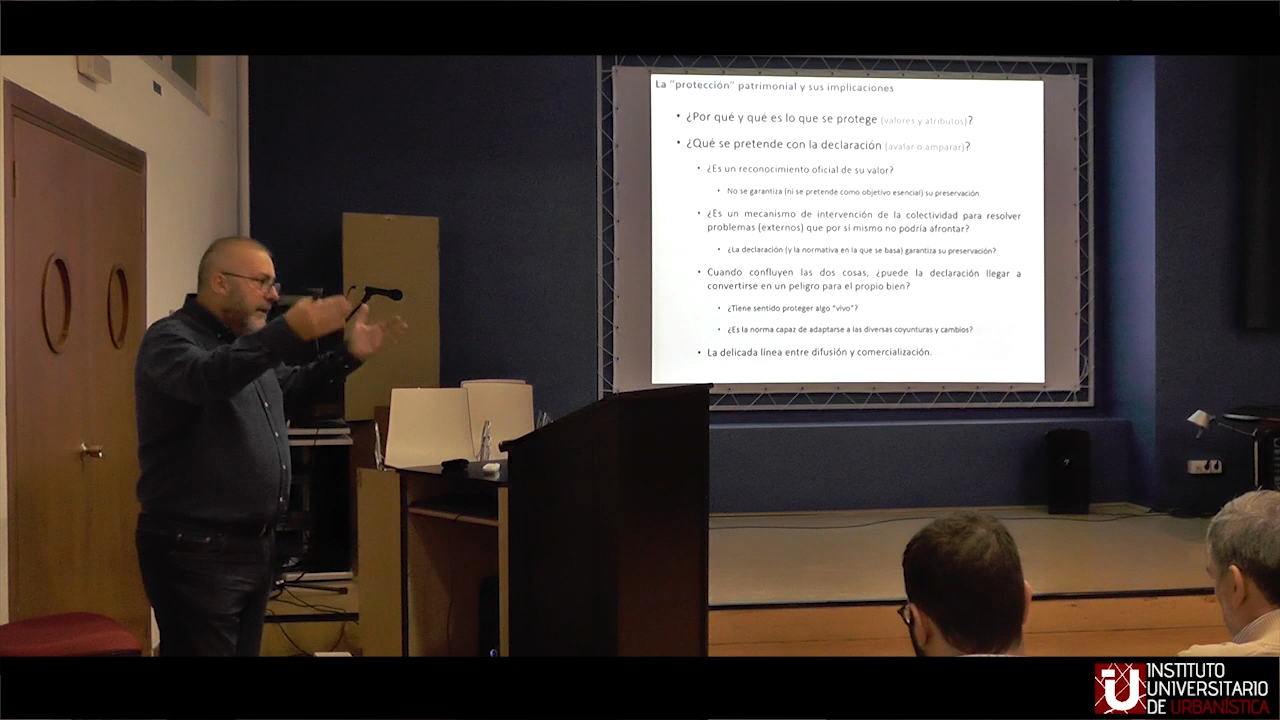 La "protección" patrimonial y sus implicaciones
• ¿Por qué y qué es lo que se protege (valores y atributos)?
• ¿Qué se pretende con la declaración (avalar o amparar)?
• ¿Es un reconocimiento oficial de su valor?
• No se garantiza (ni se pretende como objetivo esencial) su preservación.
• ¿Es un mecanismo de intervención de la colectividad para resolver
problemas (externos) que por sí mismo no podría afrontar?
• ¿La declaración (y la normativa en la que se basa) garantiza su preservación?
• Cuando confluyen las dos cosas, ¿puede la declaración llegar a
convertirse en un peligro para el propio bien?
• ¿Tiene sentido proteger algo "vivo"?
• ¿Es la norma capaz de adaptarse a las diversas coyunturas y cambios?
• La delicada línea entre difusión y comercialización.
INSTITUTO
UNIVERSITARIO
DE URBANÍSTICA